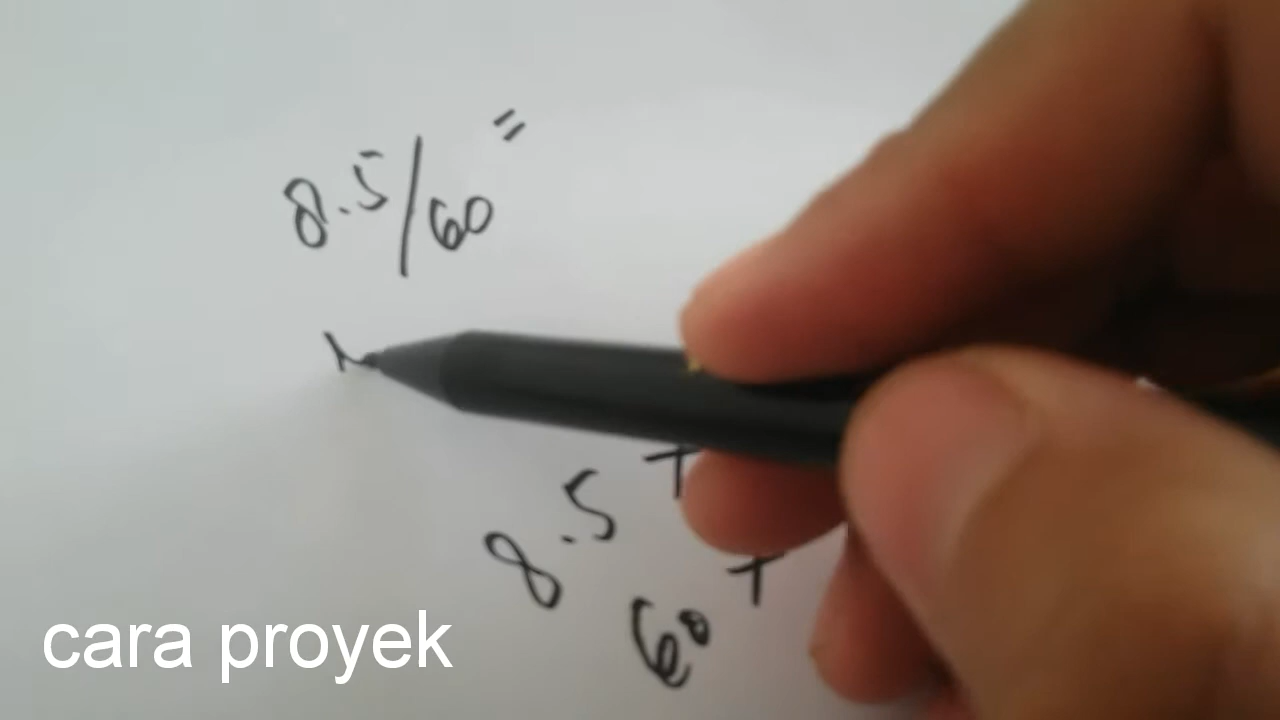 8.5/60 =
8.5 +
60 +
cara proyek